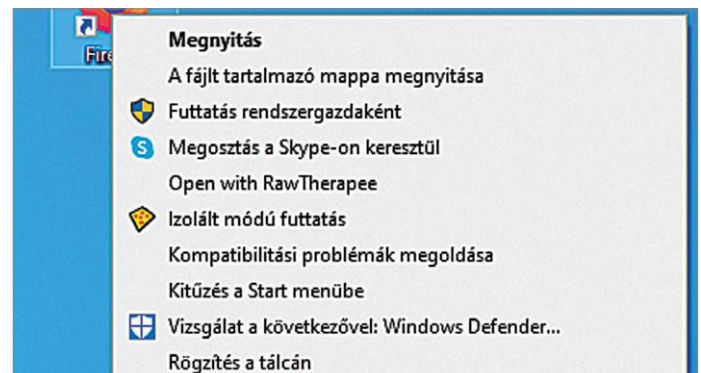 Fire
Megnyitás
A fájlt tartalmazó mappa megnyitása
Futtatás rendszergazdaként
S
Megosztás a Skype-on keresztül
Open with RawTherapee
Izolált módú futtatás
Kompatibilitási problémák megoldása
Kitűzés a Start menübe
Vizsgálat a következővel: Windows Defender...
Rögzítés a tálcán